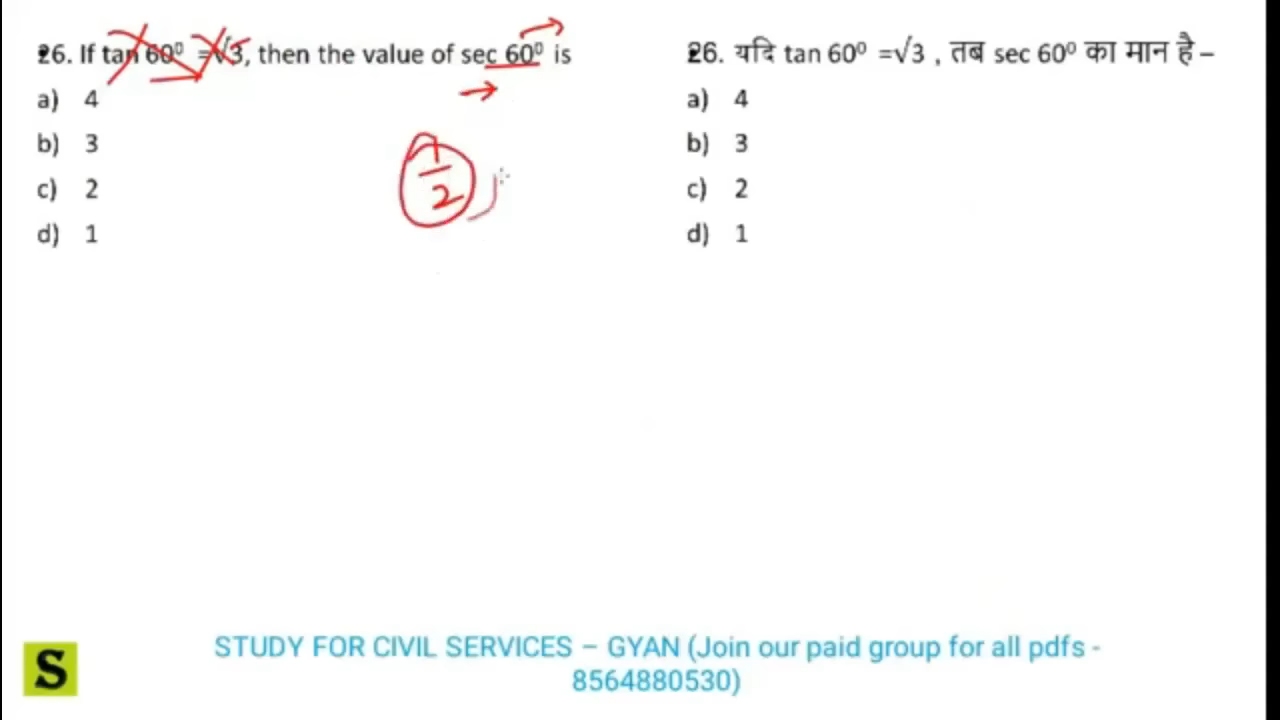 26. If tan 60⁰ =√3, then the value of sec 60⁰ is
a) 4
b) 3
c) 2
d) 1
1
2
26. यदि tan 60⁰ =√3 , तब sec 60⁰ का मान है –
a) 4
b) 3
c) 2
d) 1
S
STUDY FOR CIVIL SERVICES – GYAN (Join our paid group for all pdfs -
8564880530)